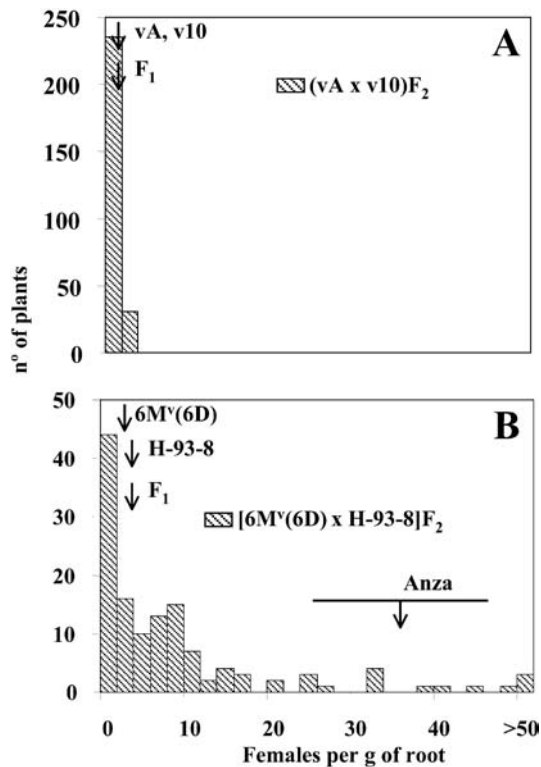 250
200
150
100
50
0
vA, v10
F₁
A
(vA x v10)F₂
nº of plants
50
40
30
20
10
0
6Mᵛ(6D)
H-93-8
F₁
B
[6Mᵛ(6D) x H-93-8]F₂
Anza
0 10 20 30 40 >50
Females per g of root